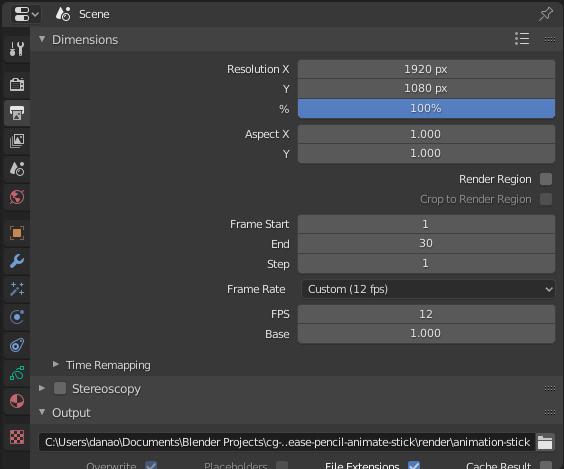 Scene
Dimensions
Resolution X 1920 px
Y 1080 px
% 100%
Aspect X 1.000
Y 1.000
Render Region
Crop to Render Region
Frame Start 1
End 30
Step 1
Frame Rate Custom (12 fps)
FPS 12
Base 1.000
Time Remapping
Stereoscopy
Output
C:\Users\danao\Documents\Blender Projects\cg-..ease-pencil-animate-stick\render\animation-stick
Overwrite Placeholders File Extensions Cache Result